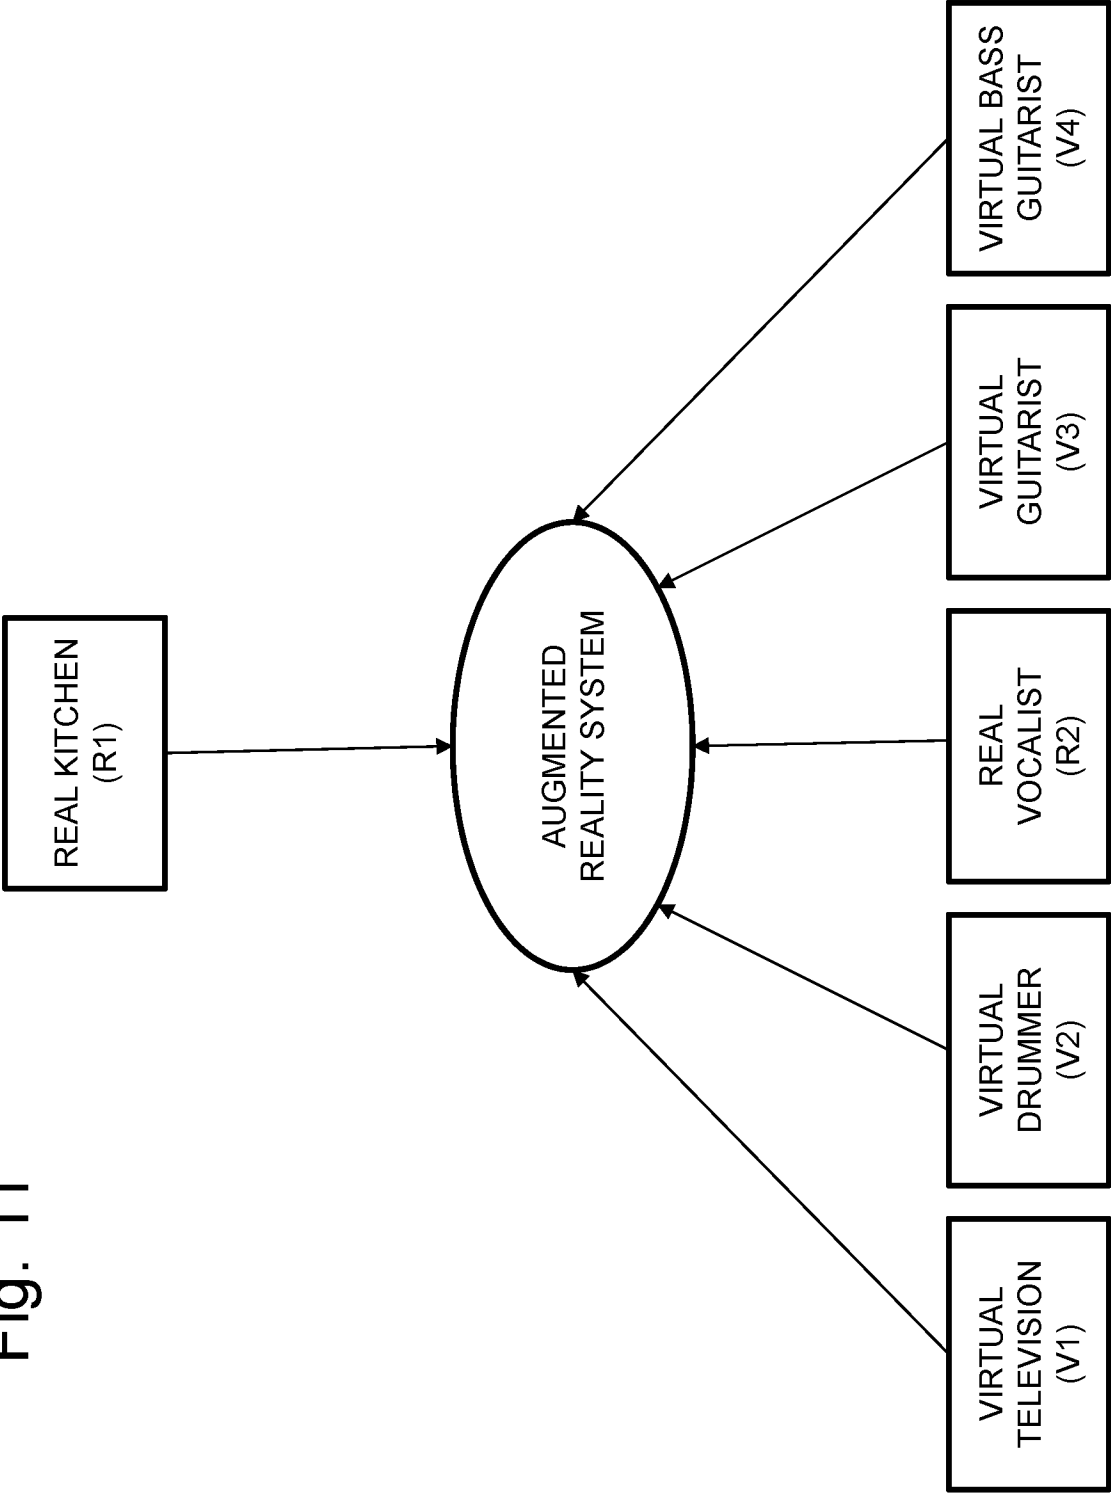 Fig. 11
REAL KITCHEN
(R1)
AUGMENTED
REALITY SYSTEM
VIRTUAL
TELEVISION
(V1)
VIRTUAL
DRUMMER
(V2)
REAL
VOCALIST
(R2)
VIRTUAL
GUITARIST
(V3)
VIRTUAL BASS
GUITARIST
(V4)